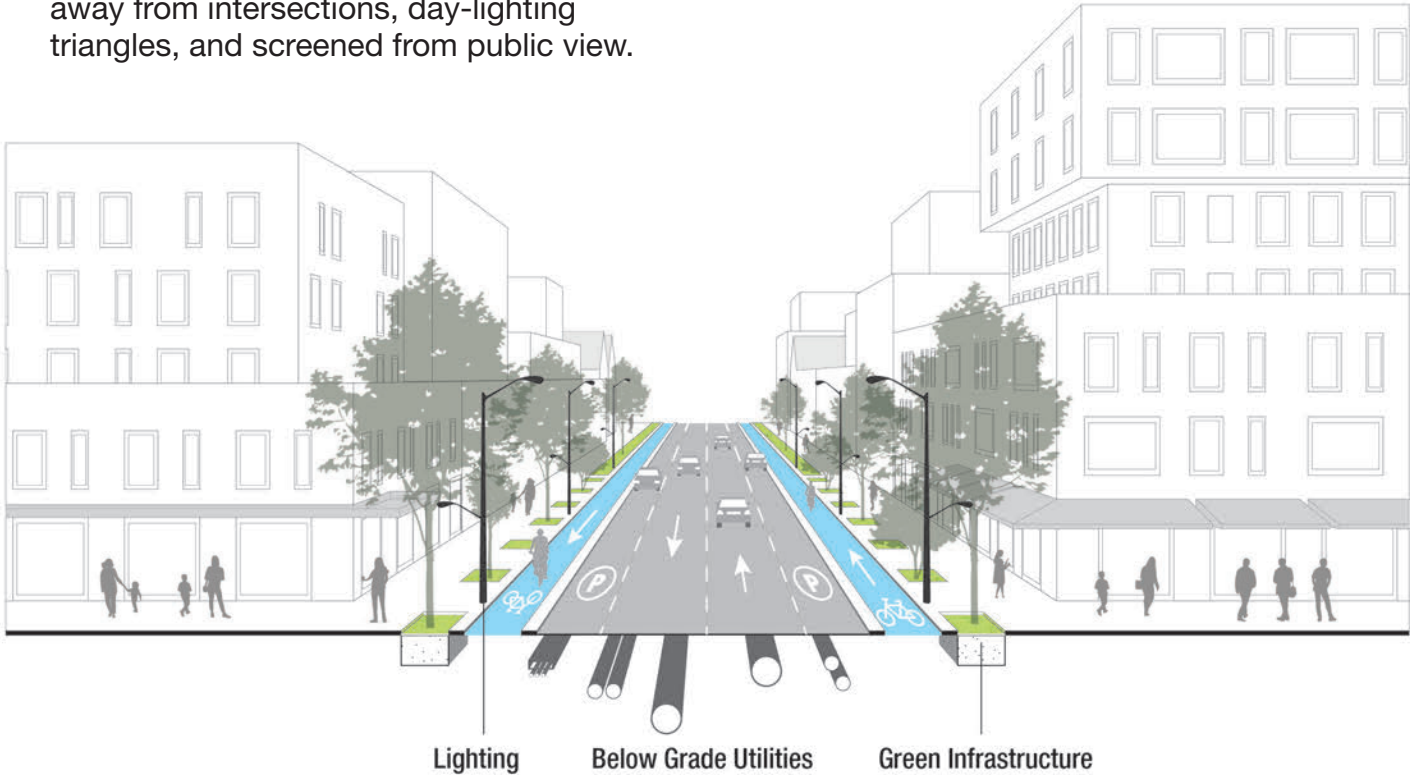 away from intersections, day-lighting
triangles, and screened from public view.
P
P
Lighting
Below Grade Utilities
Green Infrastructure